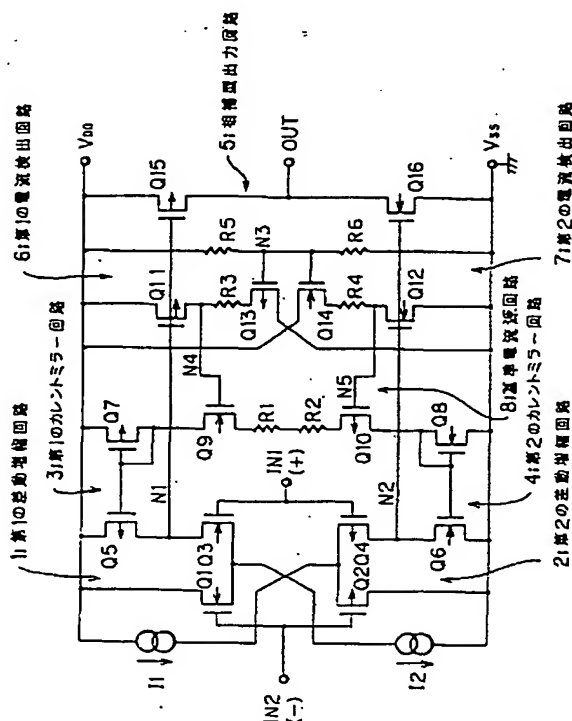 1:第1の差動増幅回路
3:第1のカレントミラー回路
6:第1の電流検出回路
VDD
Q5
Q7
Q11
Q15
5:相補型出力回路
N1
N4
R3
R5
Q9
Q13
N3
OUT
Q1
Q3
R1
IN1
(+)
R2
Q14
R4
R6
N5
Q10
Q2
Q4
N2
Q6
Q8
Q12
Q16
I1
I2
IN2
(-)
VSS
8:基準電流源回路
2:第2の差動増幅回路
4:第2のカレントミラー回路
7:第2の電流検出回路